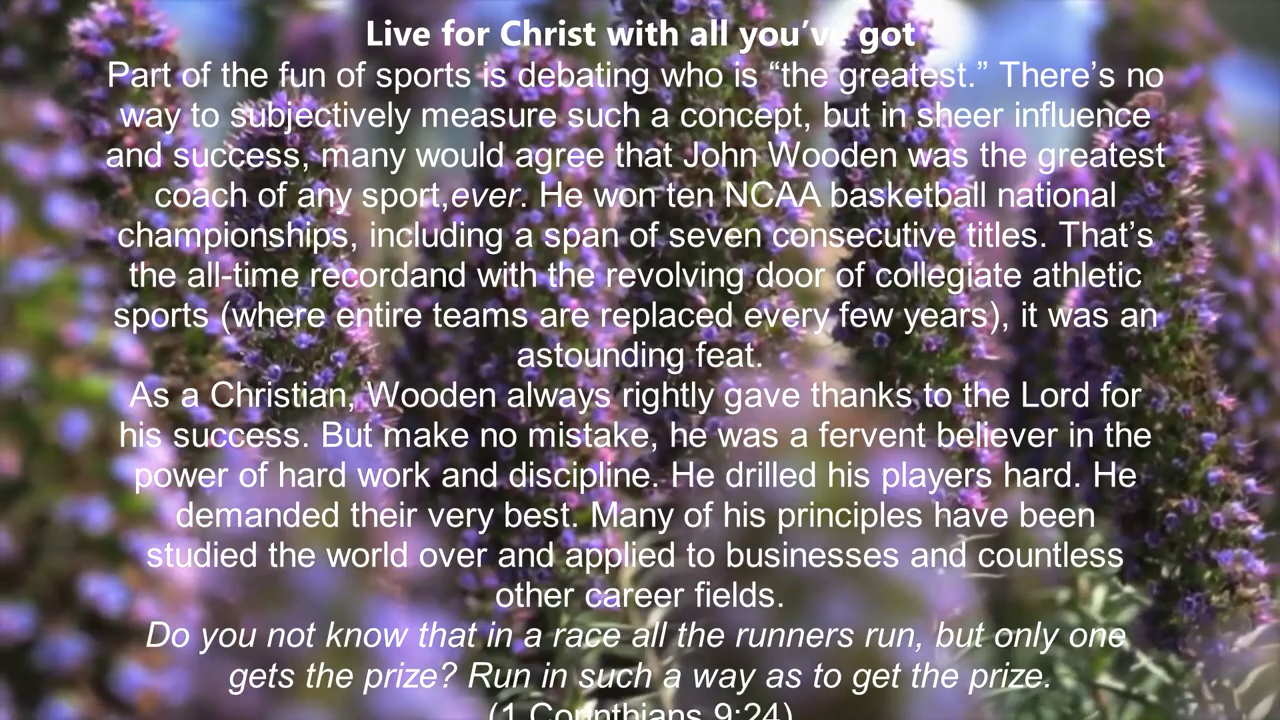 Live for Christ with all you’ve got
Part of the fun of sports is debating who is “the greatest.” There’s no
way to subjectively measure such a concept, but in sheer influence
and success, many would agree that John Wooden was the greatest
coach of any sport,ever. He won ten NCAA basketball national
championships, including a span of seven consecutive titles. That’s
the all-time recordand with the revolving door of collegiate athletic
sports (where entire teams are replaced every few years), it was an
astounding feat.
As a Christian, Wooden always rightly gave thanks to the Lord for
his success. But make no mistake, he was a fervent believer in the
power of hard work and discipline. He drilled his players hard. He
demanded their very best. Many of his principles have been
studied the world over and applied to businesses and countless
other career fields.
Do you not know that in a race all the runners run, but only one
gets the prize? Run in such a way as to get the prize.
(1 Corinthians 9:24)